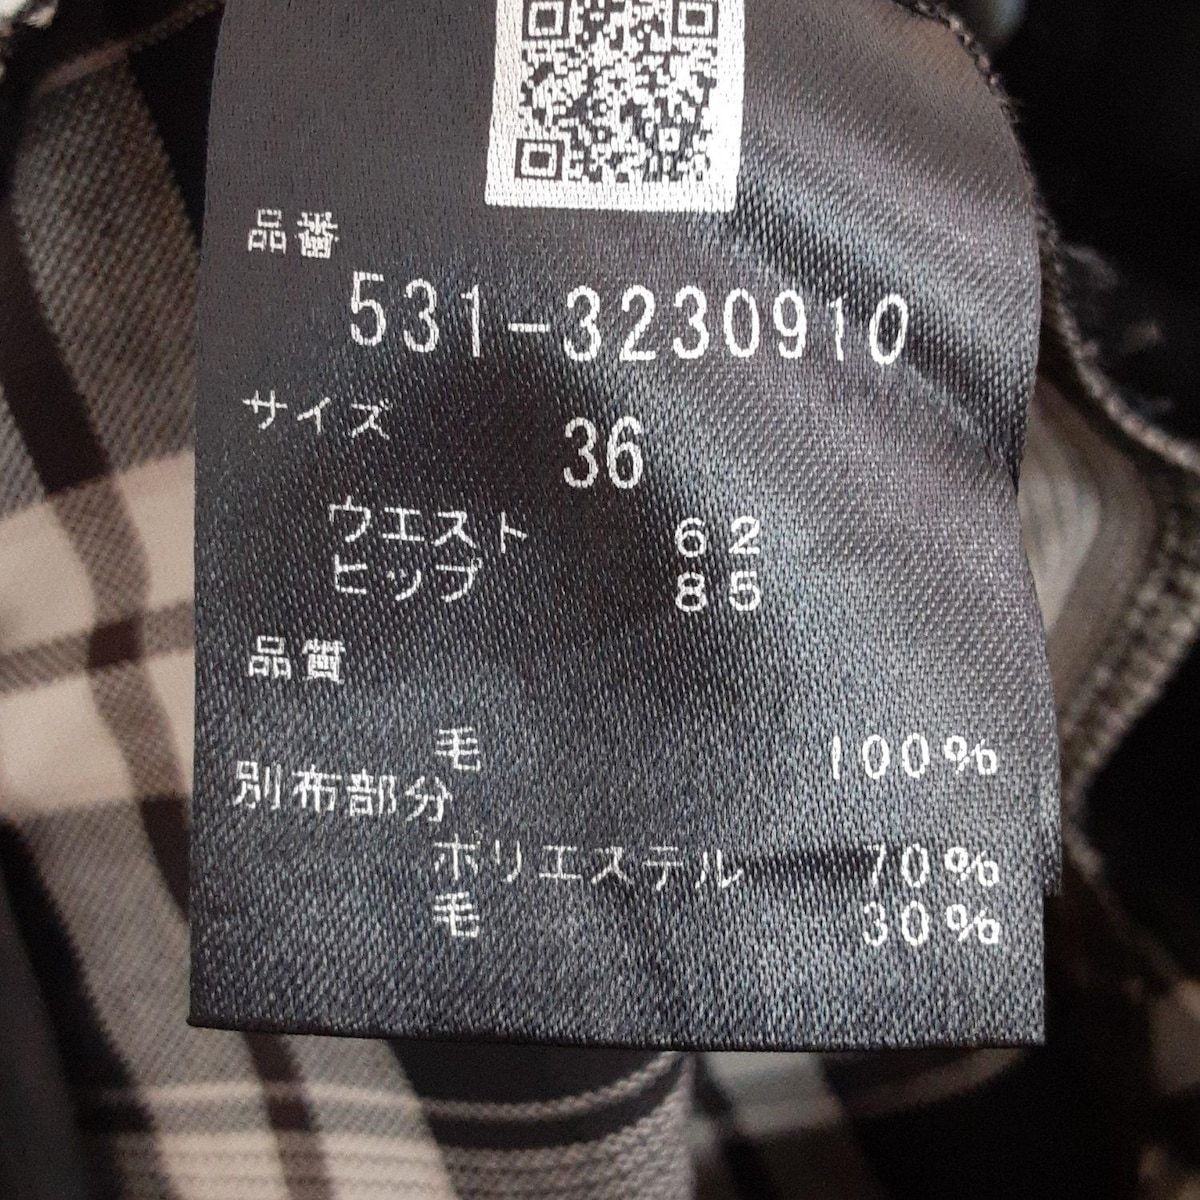 品番
531-3230910
サイズ
36
ウエスト 62
ヒップ 85
品質
毛 100%
別布部分
ポリエステル 70%
毛 30%